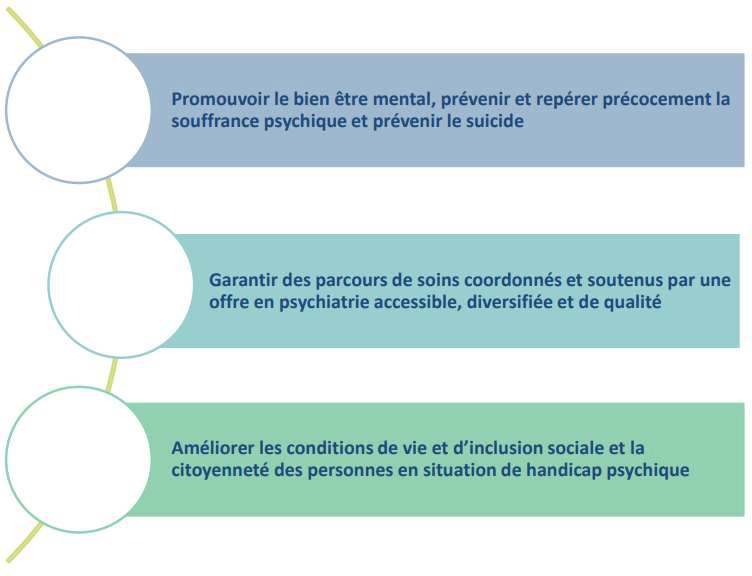 Promouvoir le bien être mental, prévenir et repérer précocement la
souffrance psychique et prévenir le suicide
Garantir des parcours de soins coordonnés et soutenus par une
offre en psychiatrie accessible, diversifiée et de qualité
Améliorer les conditions de vie et d’inclusion sociale et la
citoyenneté des personnes en situation de handicap psychique